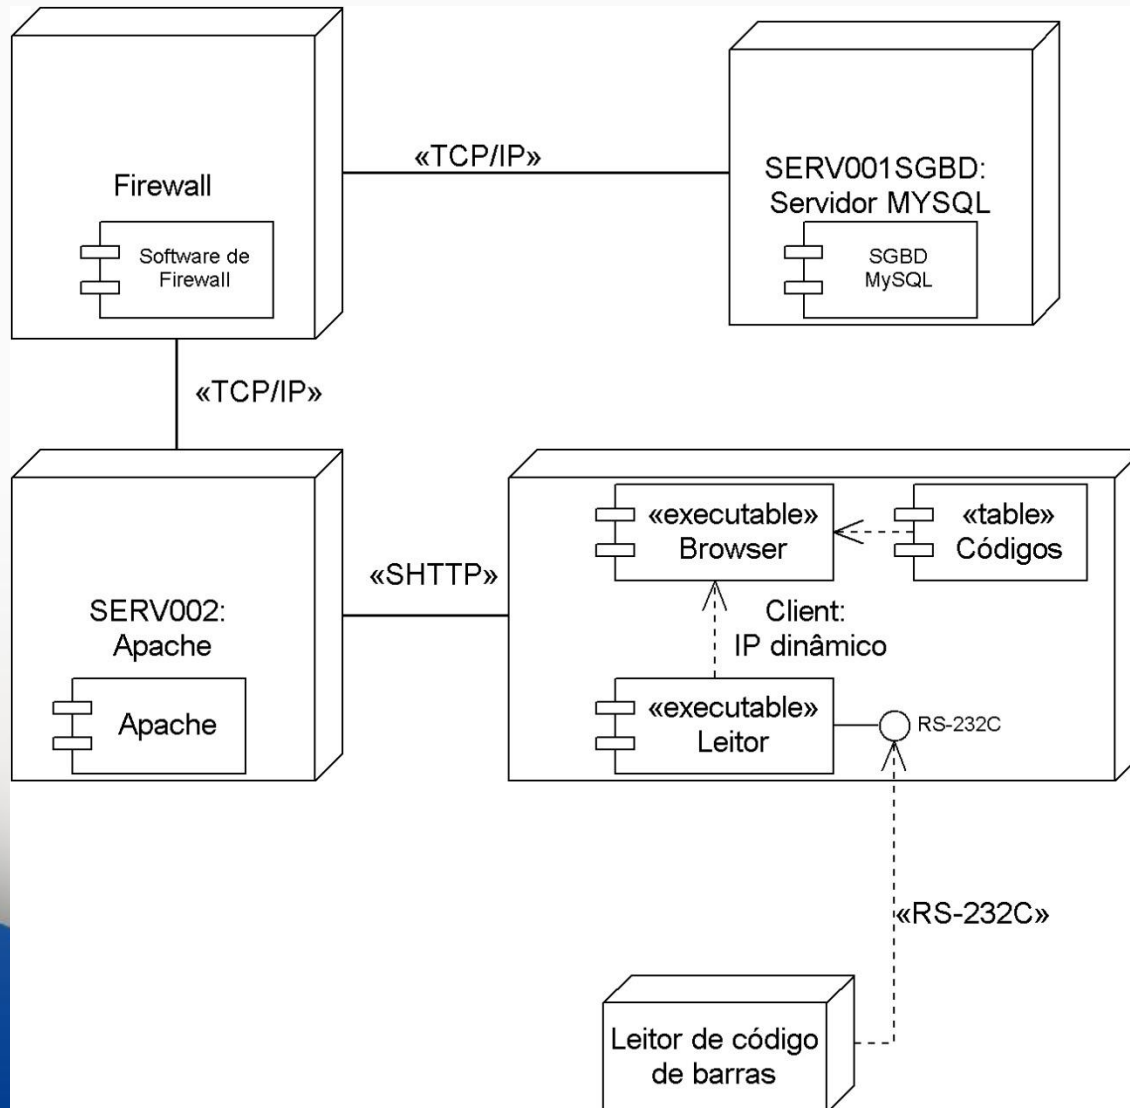 Firewall
Software de
Firewall
«TCP/IP»
SERV001SGBD:
Servidor MYSQL
SGBD
MySQL
«TCP/IP»
SERV002:
Apache
Apache
«SHTTP»
«executable»
Browser
«table»
Códigos
Client:
IP dinâmico
«executable»
Leitor
RS-232C
«RS-232C»
Leitor de código
de barras